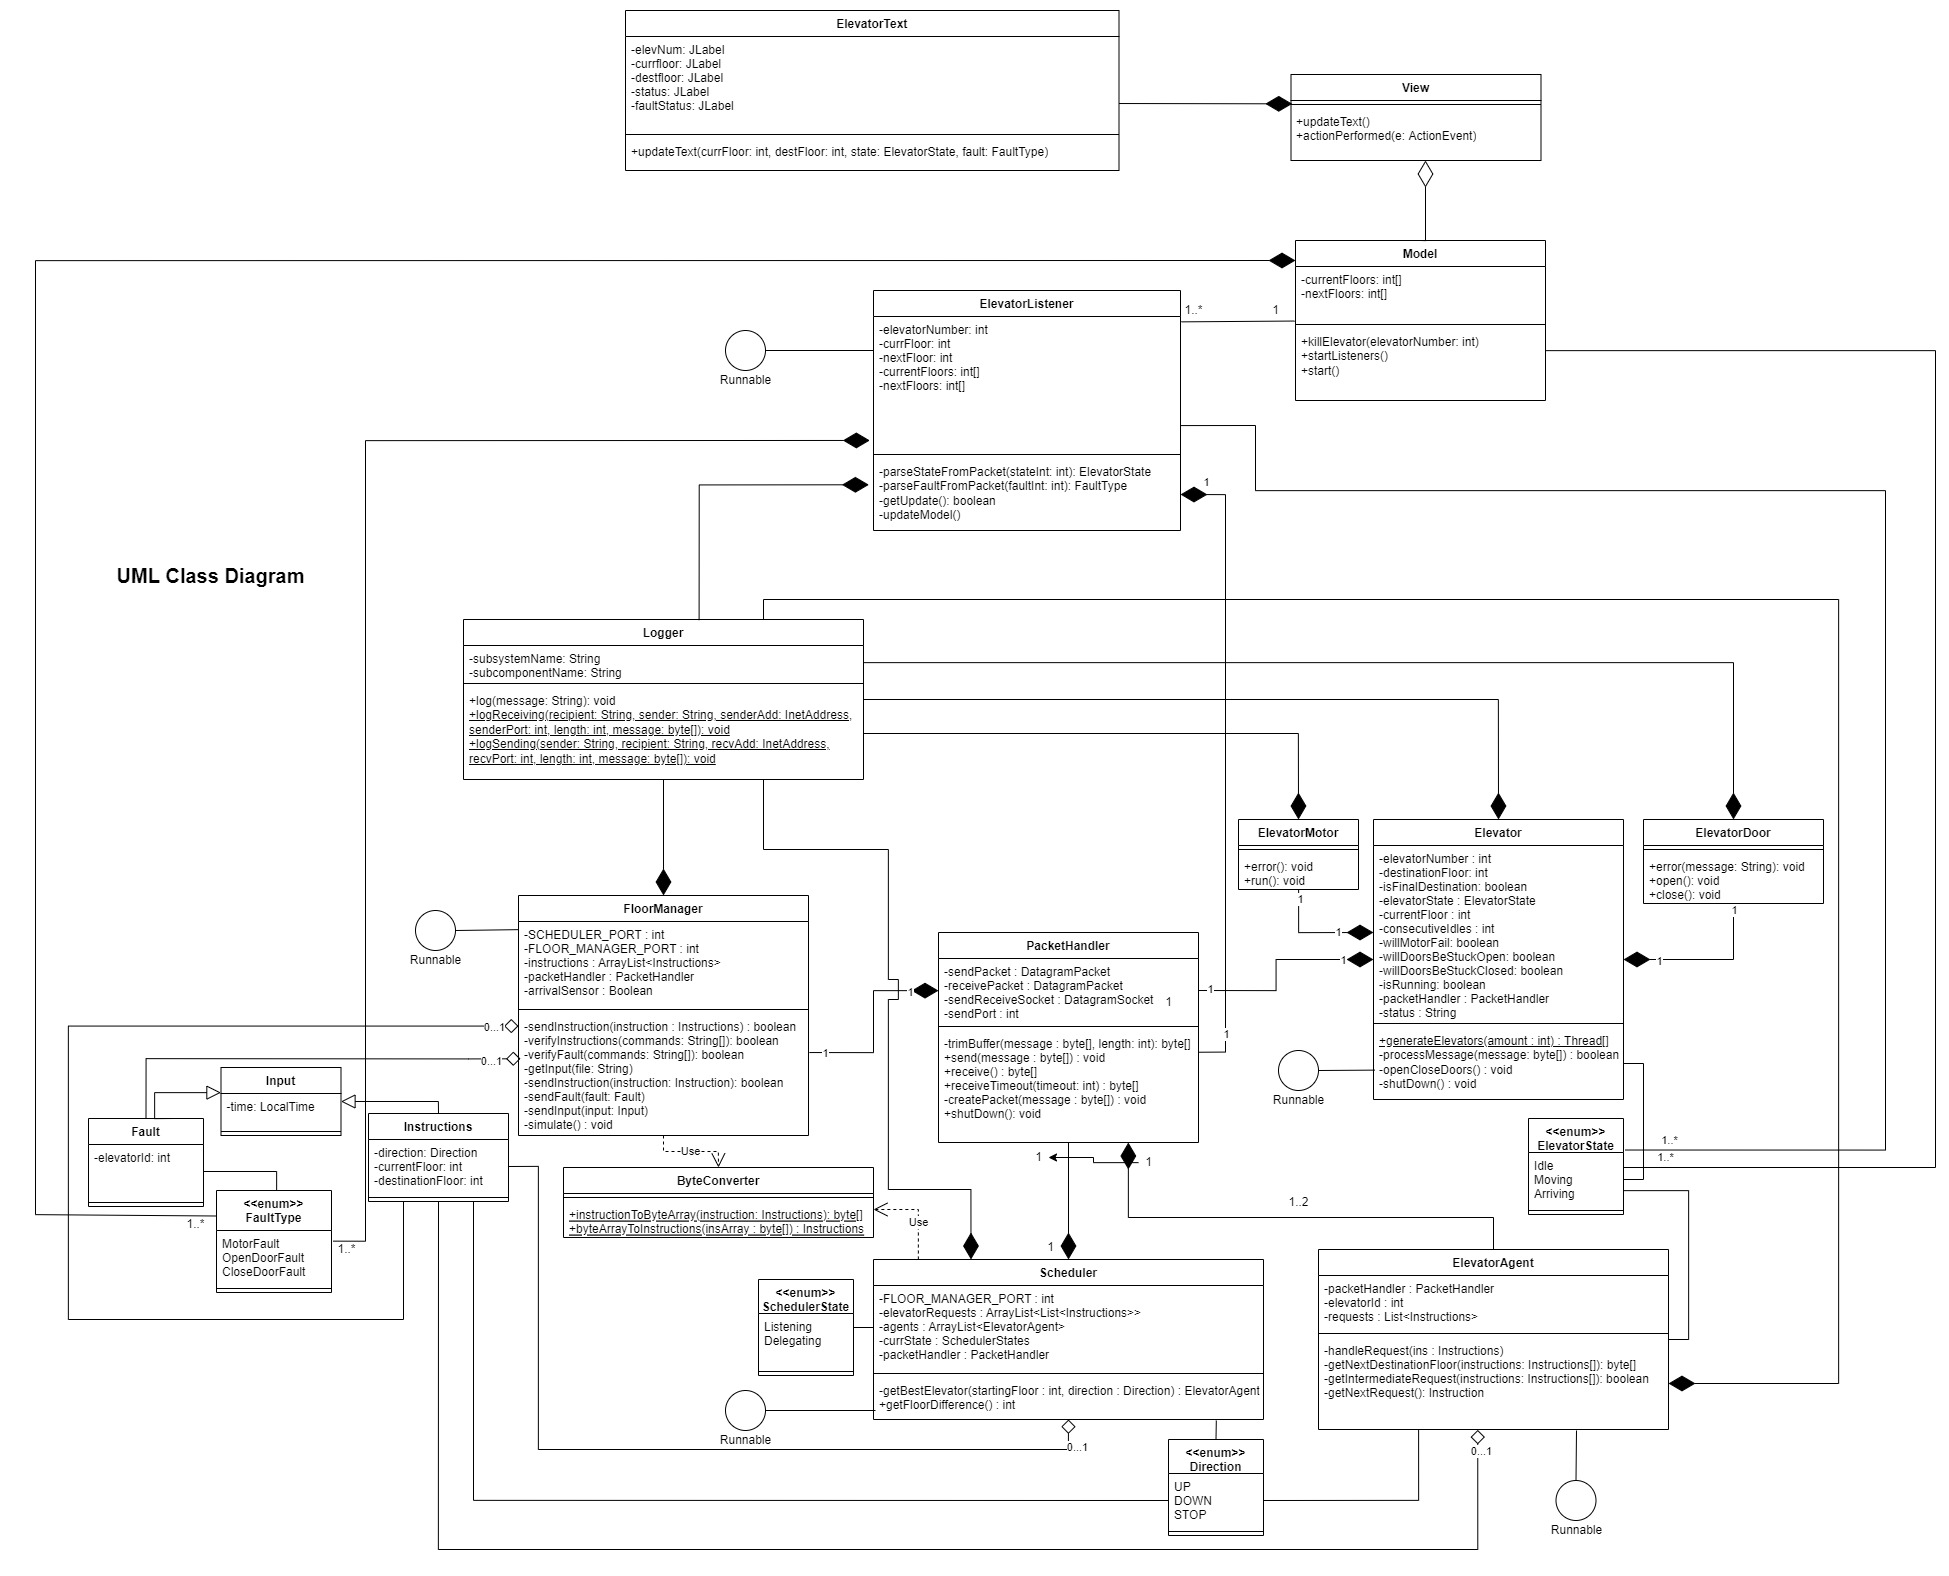 ElevatorText
-elevNum: JLabel
-currfloor: JLabel
-destfloor: JLabel
-status: JLabel
-faultStatus: JLabel
+updateText(currFloor: int, destFloor: int, state: ElevatorState, fault: FaultType)
View
+updateText()
+actionPerformed(e: ActionEvent)
Model
-currentFloors: int[]
-nextFloors: int[]
+killElevator(elevatorNumber: int)
+startListeners()
+start()
1..*
1
ElevatorListener
-elevatorNumber: int
-currFloor: int
-nextFloor: int
-currentFloors: int[]
-nextFloors: int[]
-parseStateFromPacket(stateInt: int): ElevatorState
-parseFaultFromPacket(faultInt: int): FaultType
-getUpdate(): boolean
-updateModel()
1
Runnable
UML Class Diagram
Logger
-subsystemName: String
-subcomponentName: String
+log(message: String): void
+logReceiving(recipient: String, sender: String, senderAdd: InetAddress,
senderPort: int, length: int, message: byte[]): void
+logSending(sender: String, recipient: String, recvAdd: InetAddress,
recvPort: int, length: int, message: byte[]): void
ElevatorMotor
+error(): void
+run(): void
1
1
1
Elevator
-elevatorNumber : int
-destinationFloor: int
-isFinalDestination: boolean
-elevatorState : ElevatorState
-currentFloor : int
-consecutiveIdles : int
-willMotorFail: boolean
-willDoorsBeStuckOpen: boolean
-willDoorsBeStuckClosed: boolean
-isRunning: boolean
-packetHandler : PacketHandler
-status : String
+generateElevators(amount : int) : Thread[]
-processMessage(message: byte[]) : boolean
-openCloseDoors() : void
-shutDown() : void
ElevatorDoor
+error(message: String): void
+open(): void
+close(): void
1
1
Runnable
FloorManager
-SCHEDULER_PORT : int
-FLOOR_MANAGER_PORT : int
-instructions : ArrayList<Instructions>
-packetHandler : PacketHandler
-arrivalSensor : Boolean
-sendInstruction(instruction : Instructions) : boolean
-verifyInstructions(commands: String[]): boolean
-verifyFault(commands: String[]): boolean
-getInput(file: String)
-sendInstruction(instruction: Instruction): boolean
-sendFault(fault: Fault)
-sendInput(input: Input)
-simulate() : void
Runnable
0...1
0...1
1
1
PacketHandler
-sendPacket : DatagramPacket
-receivePacket : DatagramPacket
-sendReceiveSocket : DatagramSocket
-sendPort : int
1
-trimBuffer(message : byte[], length: int): byte[]
+send(message : byte[]) : void
+receive() : byte[]
+receiveTimeout(timeout: int) : byte[]
-createPacket(message : byte[]) : void
+shutDown(): void
1
1
1
1
Input
-time: LocalTime
Fault
-elevatorId: int
Instructions
-direction: Direction
-currentFloor: int
-destinationFloor: int
<<enum>>
FaultType
MotorFault
OpenDoorFault
CloseDoorFault
1..*
1..*
Use
ByteConverter
+instructionToByteArray(instruction: Instructions): byte[]
+byteArrayToInstructions(insArray : byte[]) : Instructions
Use
<<enum>>
ElevatorState
Idle
Moving
Arriving
1..*
1..*
1..2
1
Scheduler
-FLOOR_MANAGER_PORT : int
-elevatorRequests : ArrayList<List<Instructions>>
-agents : ArrayList<ElevatorAgent>
-currState : SchedulerStates
-packetHandler : PacketHandler
-getBestElevator(startingFloor : int, direction : Direction) : ElevatorAgent
+getFloorDifference() : int
<<enum>>
SchedulerState
Listening
Delegating
Runnable
0...1
<<enum>>
Direction
UP
DOWN
STOP
ElevatorAgent
-packetHandler : PacketHandler
-elevatorId : int
-requests : List<Instructions>
-handleRequest(ins : Instructions)
-getNextDestinationFloor(instructions: Instructions[]): byte[]
-getIntermediateRequest(instructions: Instructions[]): boolean
-getNextRequest(): Instruction
0...1
Runnable